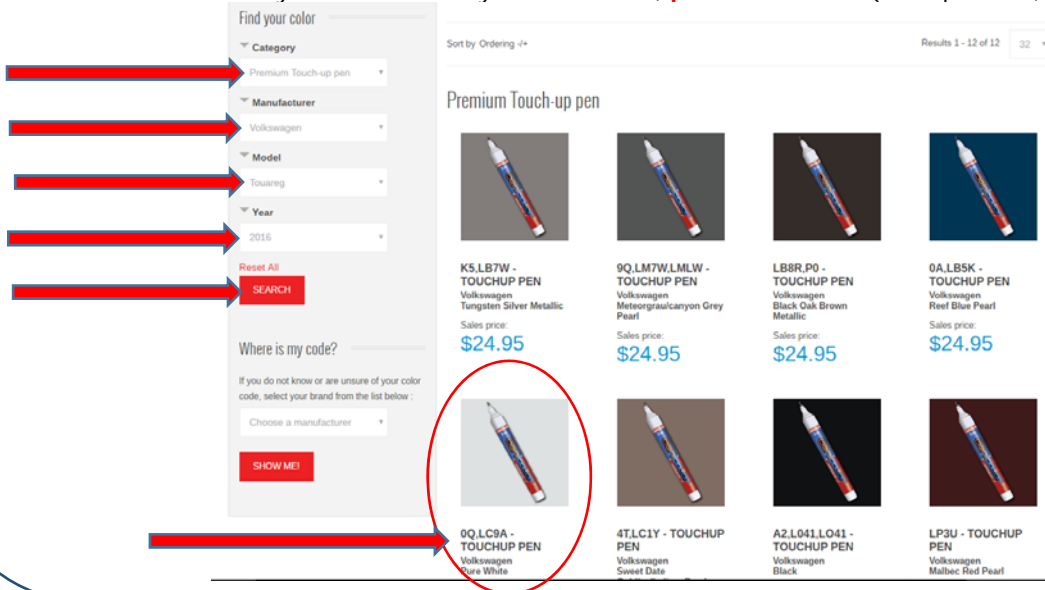 Find your color
Category
Premium Touch-up pen
Manufacturer
Volkswagen
Model
Touareg
Year
2016
Reset All
SEARCH
Where is my code?
If you do not know or are unsure of your color
code, select your brand from the list below :
Choose a manufacturer
SHOW ME!
Sort by Ordering -/+
Results 1 - 12 of 12
32
Premium Touch-up pen
K5,LB7W -
TOUCHUP PEN
Volkswagen
Tungsten Silver Metallic
Sales price:
$24.95
9Q,LM7W,LMLW -
TOUCHUP PEN
Volkswagen
Meteorgrau/canyon Grey
Pearl
Sales price:
$24.95
LB8R,P0 -
TOUCHUP PEN
Volkswagen
Black Oak Brown
Metallic
Sales price:
$24.95
0A,LB5K -
TOUCHUP PEN
Volkswagen
Reef Blue Pearl
Sales price:
$24.95
0Q,LC9A -
TOUCHUP PEN
Volkswagen
Pure White
4T,LC1Y - TOUCHUP
PEN
Volkswagen
Sweet Date
A2,L041,LO41 -
TOUCHUP PEN
Volkswagen
Black
LP3U - TOUCHUP
PEN
Volkswagen
Malbec Red Pearl